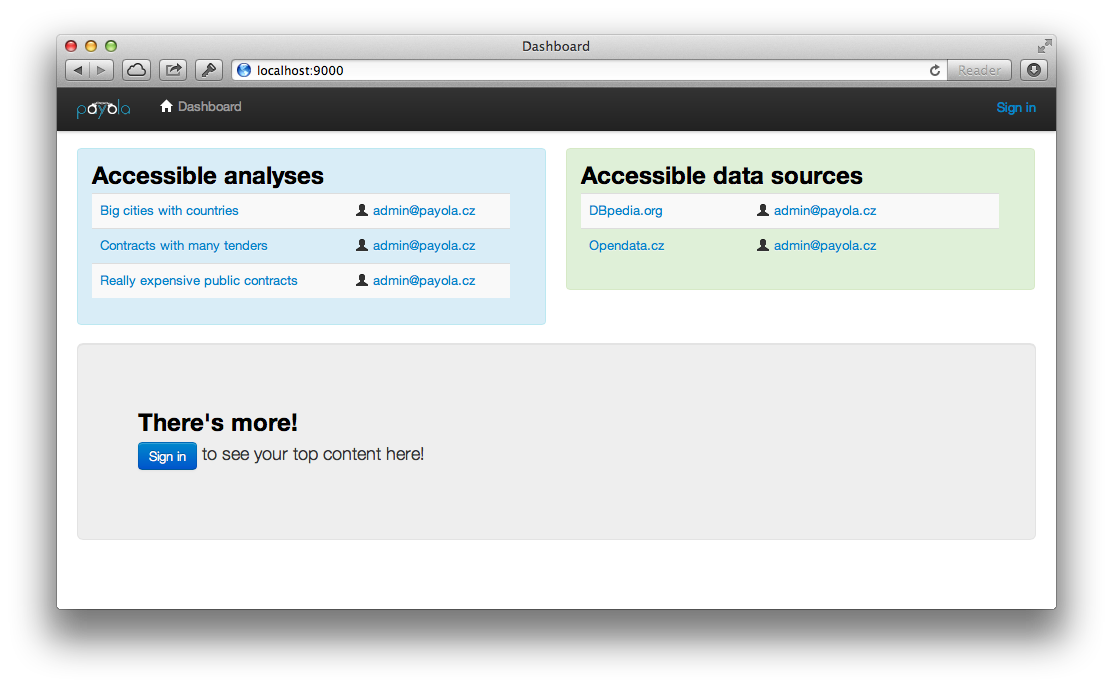 Dashboard
localhost:9000
Reader
payola
Dashboard
Sign in
Accessible analyses
Big cities with countries admin@payola.cz
Contracts with many tenders admin@payola.cz
Really expensive public contracts admin@payola.cz
Accessible data sources
DBpedia.org admin@payola.cz
Opendata.cz admin@payola.cz
There's more!
Sign in to see your top content here!